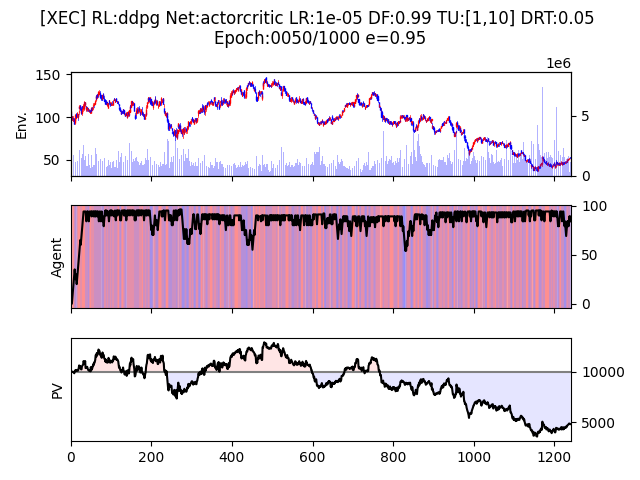 [XEC] RL:ddpg Net:actorcritic LR:1e-05 DF:0.99 TU:[1,10] DRT:0.05
Epoch:0050/1000 e=0.95
1e6
150
100
50
Env.
5
0
Agent
100
50
0
PV
10000
5000
0
200
400
600
800
1000
1200